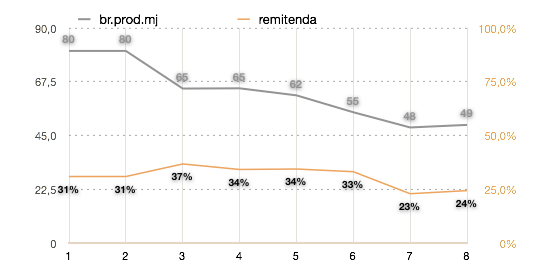 br.prod.mj remitenda
90,0 100,0%
80 80
67,5 65 65 62 75,0%
55 48 49
45,0 50,0%
31% 31% 37% 34% 34% 33% 23% 24%
22,5 25,0%
0 0%
1 2 3 4 5 6 7 8